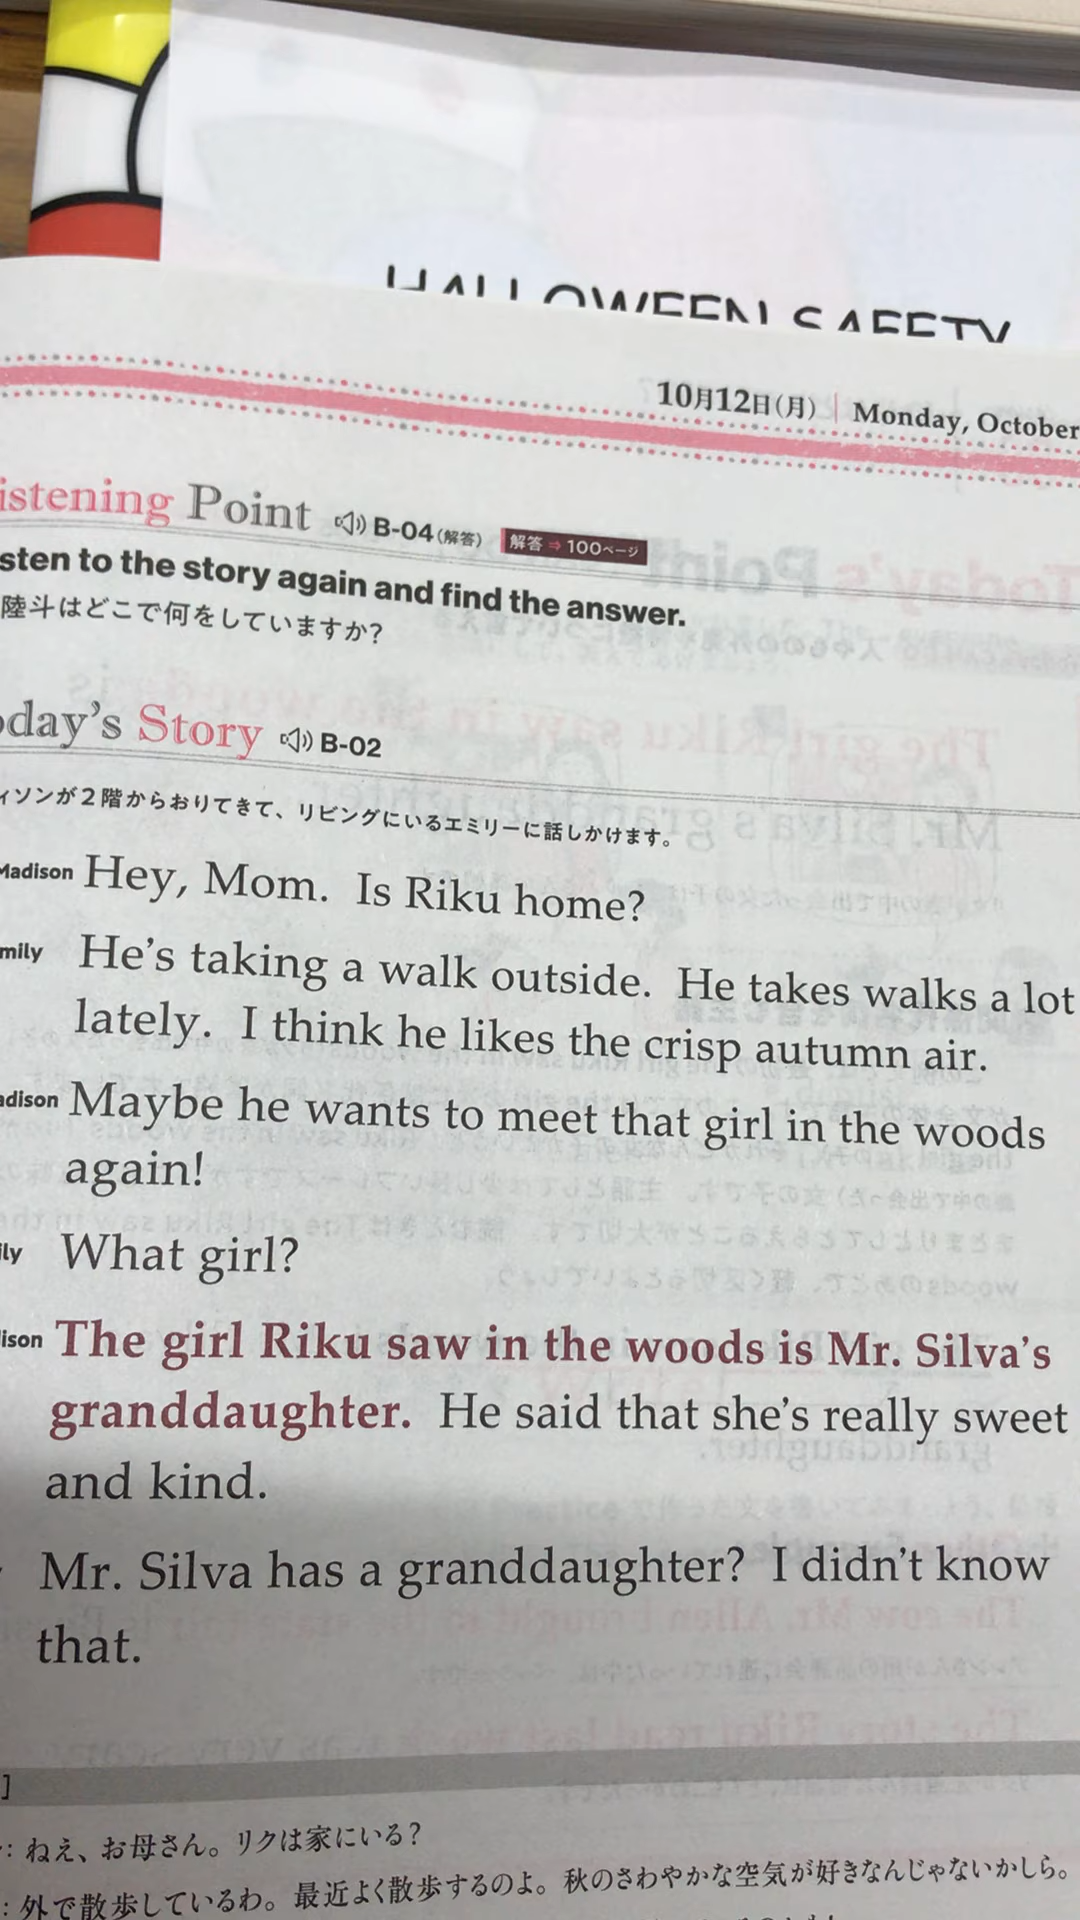 HALLOWEEN SAFETY
10月12日(月) | Monday, October
istening Point B-04(解答) 解答⇒100ページ
sten to the story again and find the answer.
陸斗はどこで何をしていますか?
day's Story B-02
ィソンが2階からおりてきて、リビングにいるエミリーに話しかけます。
Madison Hey, Mom. Is Riku home?
mily He's taking a walk outside. He takes walks a lot
lately. I think he likes the crisp autumn air.
adison Maybe he wants to meet that girl in the woods
again!
ily What girl?
ison The girl Riku saw in the woods is Mr. Silva's
granddaughter. He said that she's really sweet
and kind.
Mr. Silva has a granddaughter? I didn't know
that.
]
: ねえ、お母さん。リクは家にいる?
: 外で散歩しているわ。最近よく散歩するのよ。秋のさわやかな空気が好きなんじゃないかしら。